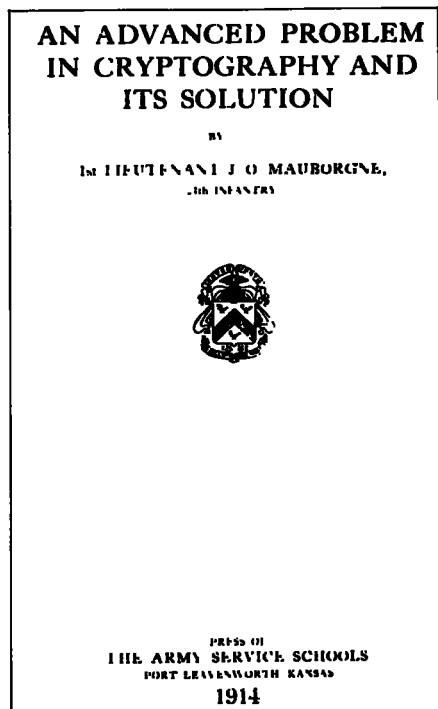 AN ADVANCED PROBLEM
IN CRYPTOGRAPHY AND
ITS SOLUTION
BY
1st LIEUTENANT J O MAUBORGNE,
INFANTRY
PRESS OF
THE ARMY SERVICE SCHOOLS
FORT LEAVENWORTH KANSAS
1914